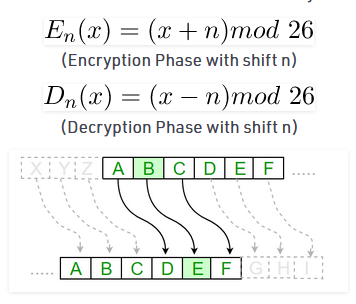 E_n(x) = (x + n)mod 26
(Encryption Phase with shift n)
D_n(x) = (x − n)mod 26
(Decryption Phase with shift n)
X Y Z A B C D E F ......
..... A B C D E F G H I